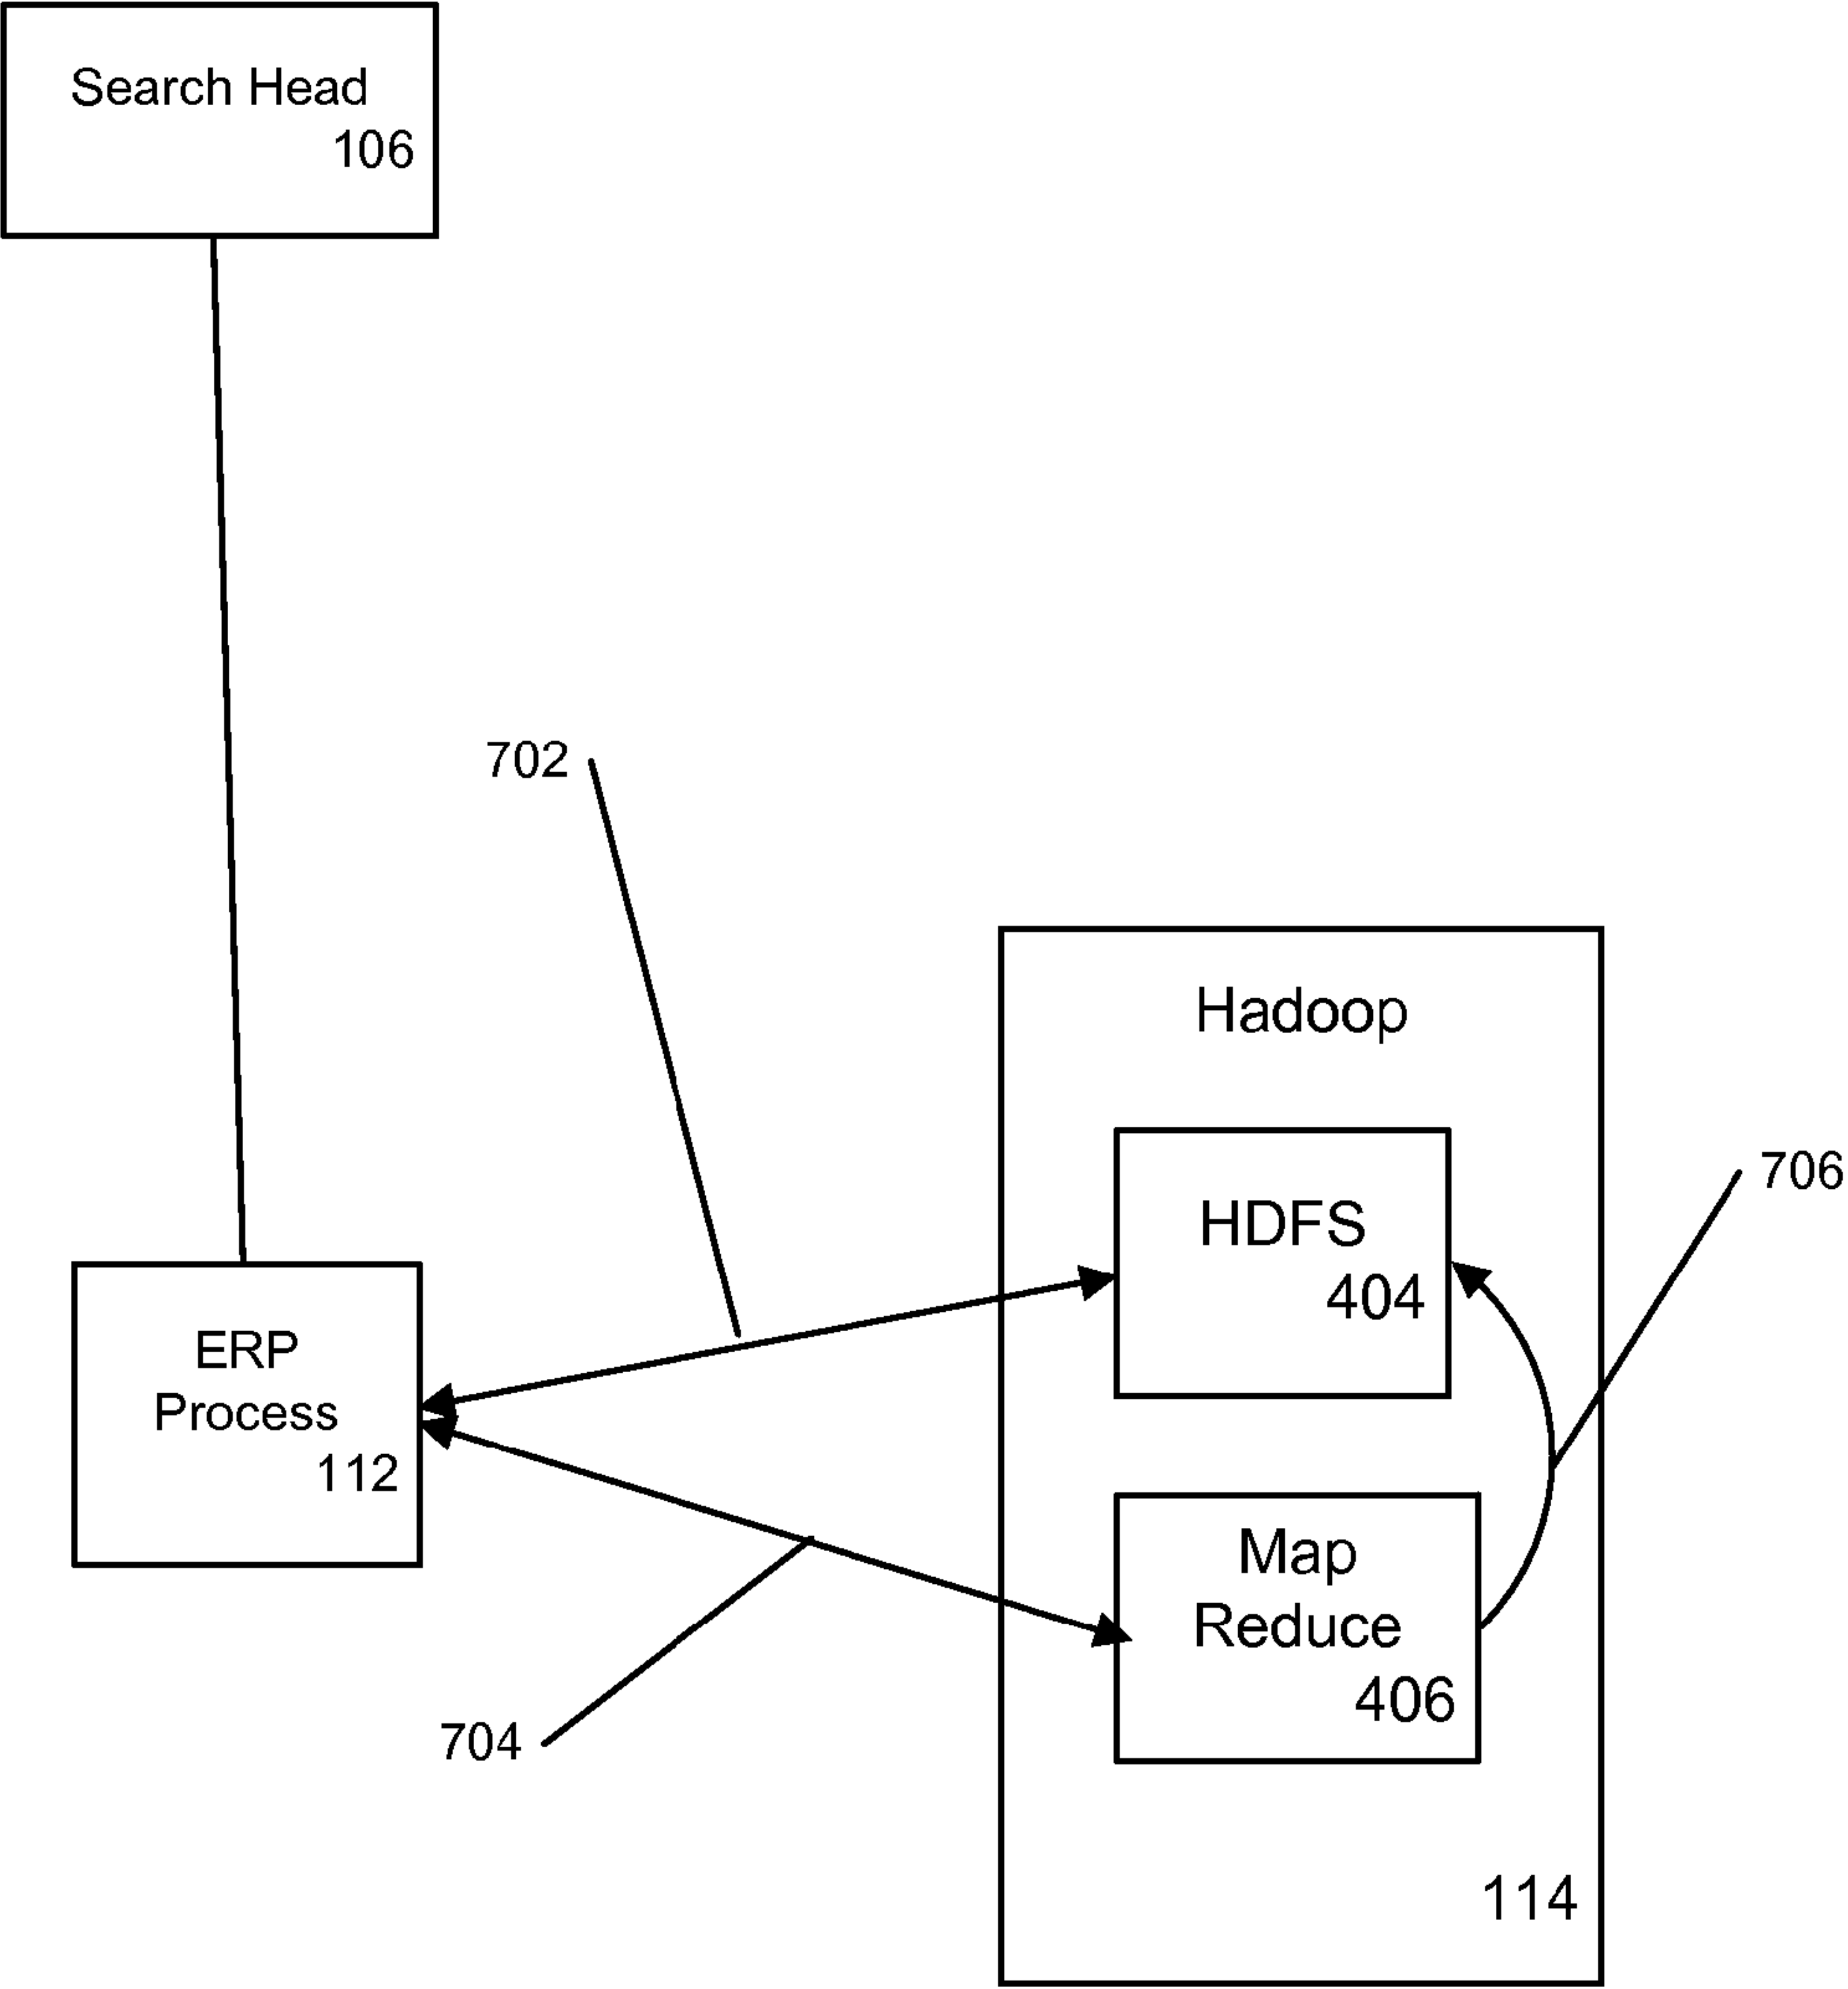 Search Head
106
702
Hadoop
706
HDFS
404
ERP
Process
112
Map
Reduce
406
704
114